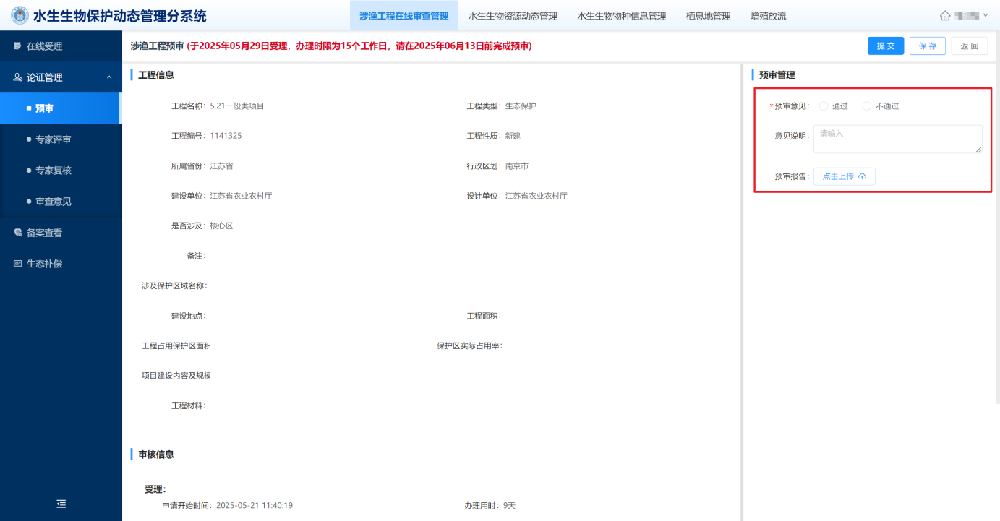 水生生物保护动态管理分系统
涉渔工程在线审查管理 水生生物资源动态管理 水生生物物种信息管理 栖息地管理 增殖放流
在线受理
论证管理
预审
专家评审
专家复核
审查意见
备案查看
生态补偿
涉渔工程预审 (于2025年05月29日受理，办理时限为15个工作日，请在2025年06月13日前完成预审)
提交 保存 返回
工程信息
工程名称： 5.21一般类项目 工程类型： 生态保护
工程编号： 1141325 工程性质： 新建
所属省份： 江苏省 行政区划： 南京市
建设单位： 江苏省农业农村厅 设计单位： 江苏省农业农村厅
是否涉及： 核心区
备注：
涉及保护区域名称：
建设地点： 工程面积：
工程占用保护区面积 保护区实际占用率：
项目建设内容及规模
工程材料：
审核信息
受理：
申请开始时间： 2025-05-21 11:40:19 办理用时： 9天
预审管理
*预审意见： 通过 不通过
意见说明： 请输入
预审报告： 点击上传